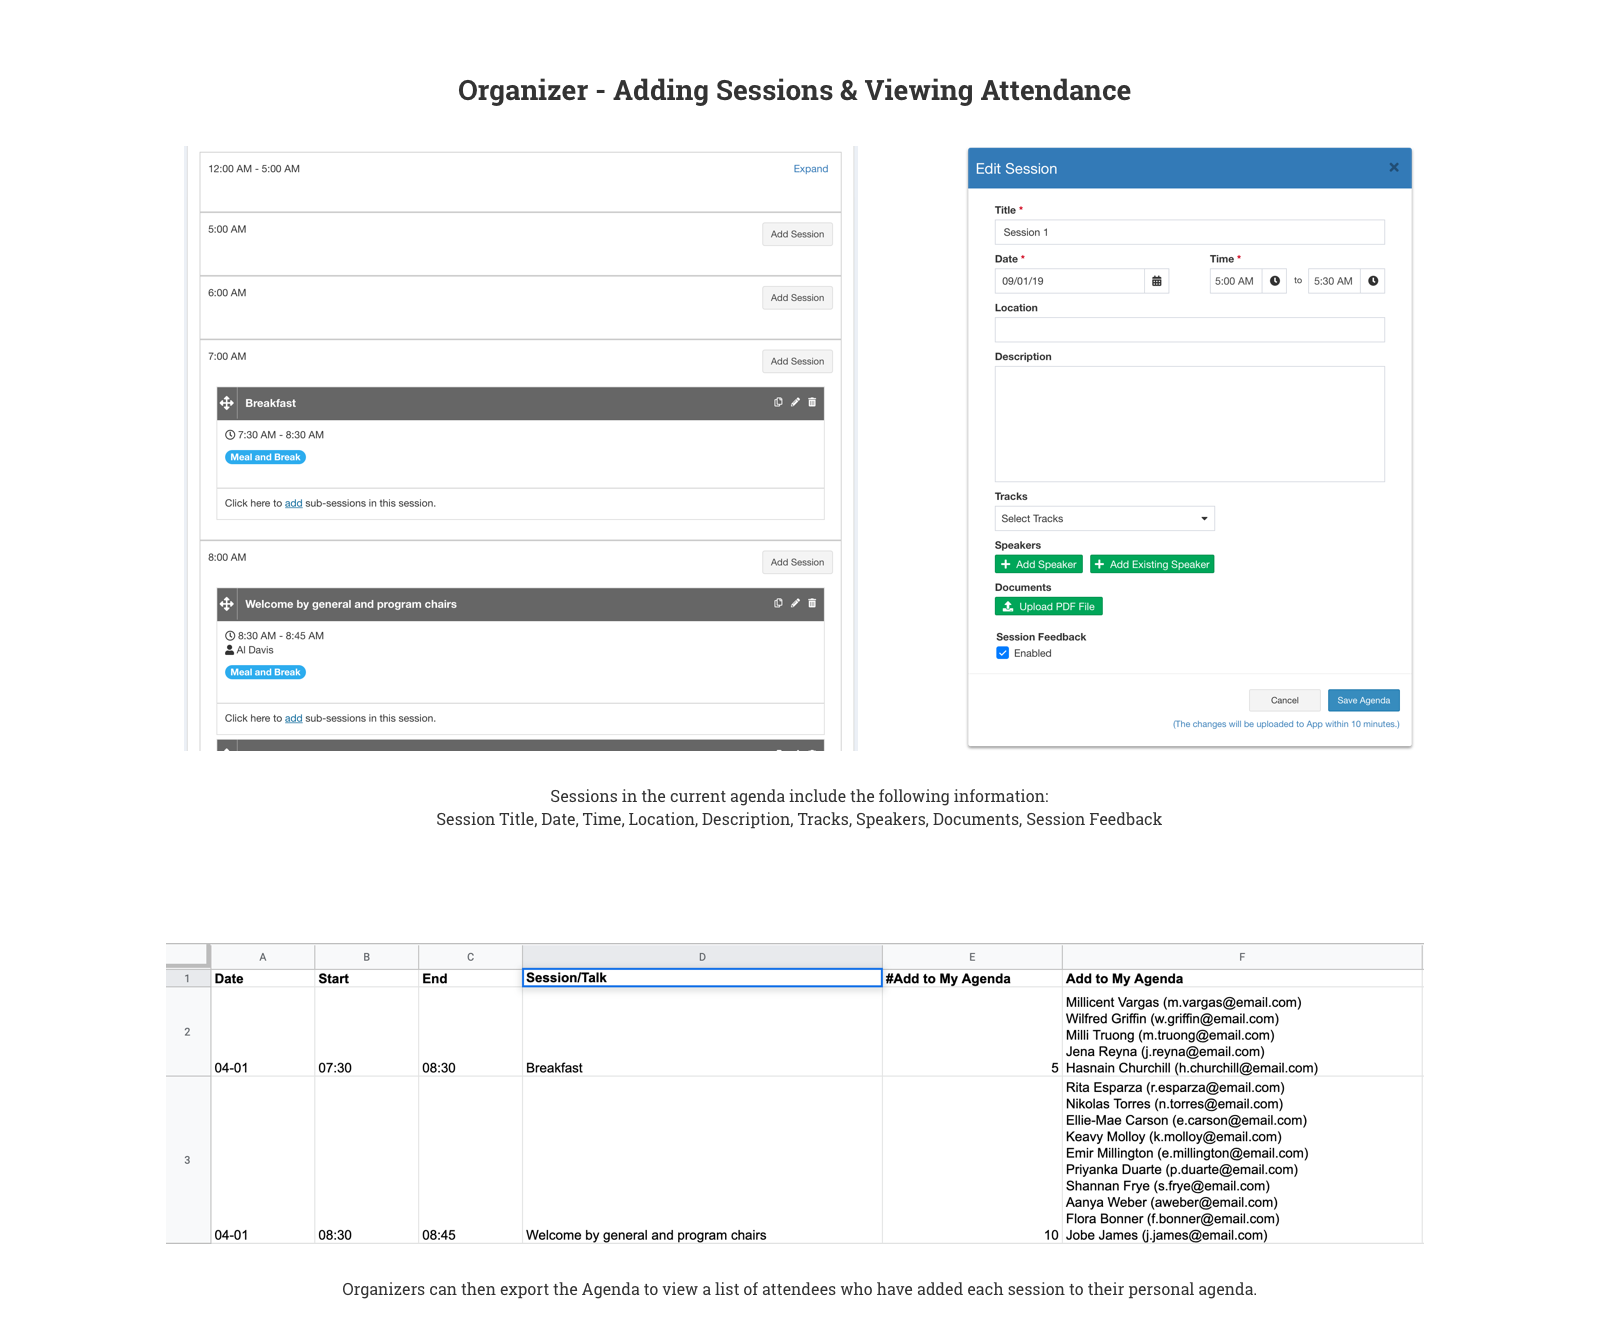 Organizer - Adding Sessions & Viewing Attendance
12:00 AM - 5:00 AM
Expand
5:00 AM
Add Session
6:00 AM
Add Session
7:00 AM
Add Session
Breakfast
7:30 AM - 8:30 AM
Meal and Break
Click here to add sub-sessions in this session.
8:00 AM
Add Session
Welcome by general and program chairs
8:30 AM - 8:45 AM
Al Davis
Meal and Break
Click here to add sub-sessions in this session.
Edit Session
Title *
Session 1
Date *
Time *
09/01/19
5:00 AM
to
5:30 AM
Location
Description
Tracks
Select Tracks
Speakers
Add Speaker
Add Existing Speaker
Documents
Upload PDF File
Session Feedback
Enabled
Cancel
Save Agenda
(The changes will be uploaded to App within 10 minutes.)
Sessions in the current agenda include the following information:
Session Title, Date, Time, Location, Description, Tracks, Speakers, Documents, Session Feedback
A B C D E F
1 Date Start End Session/Talk #Add to My Agenda Add to My Agenda
Millicent Vargas (m.vargas@email.com)
Wilfred Griffin (w.griffin@email.com)
2 Milli Truong (m.truong@email.com)
Jena Reyna (j.reyna@email.com)
04-01 07:30 08:30 Breakfast 5 Hasnain Churchill (h.churchill@email.com)
Rita Esparza (r.esparza@email.com)
Nikolas Torres (n.torres@email.com)
Ellie-Mae Carson (e.carson@email.com)
Keavy Molloy (k.molloy@email.com)
3 Emir Millington (e.millington@email.com)
Priyanka Duarte (p.duarte@email.com)
Shannan Frye (s.frye@email.com)
Aanya Weber (aweber@email.com)
Flora Bonner (f.bonner@email.com)
04-01 08:30 08:45 Welcome by general and program chairs 10 Jobe James (j.james@email.com)
Organizers can then export the Agenda to view a list of attendees who have added each session to their personal agenda.